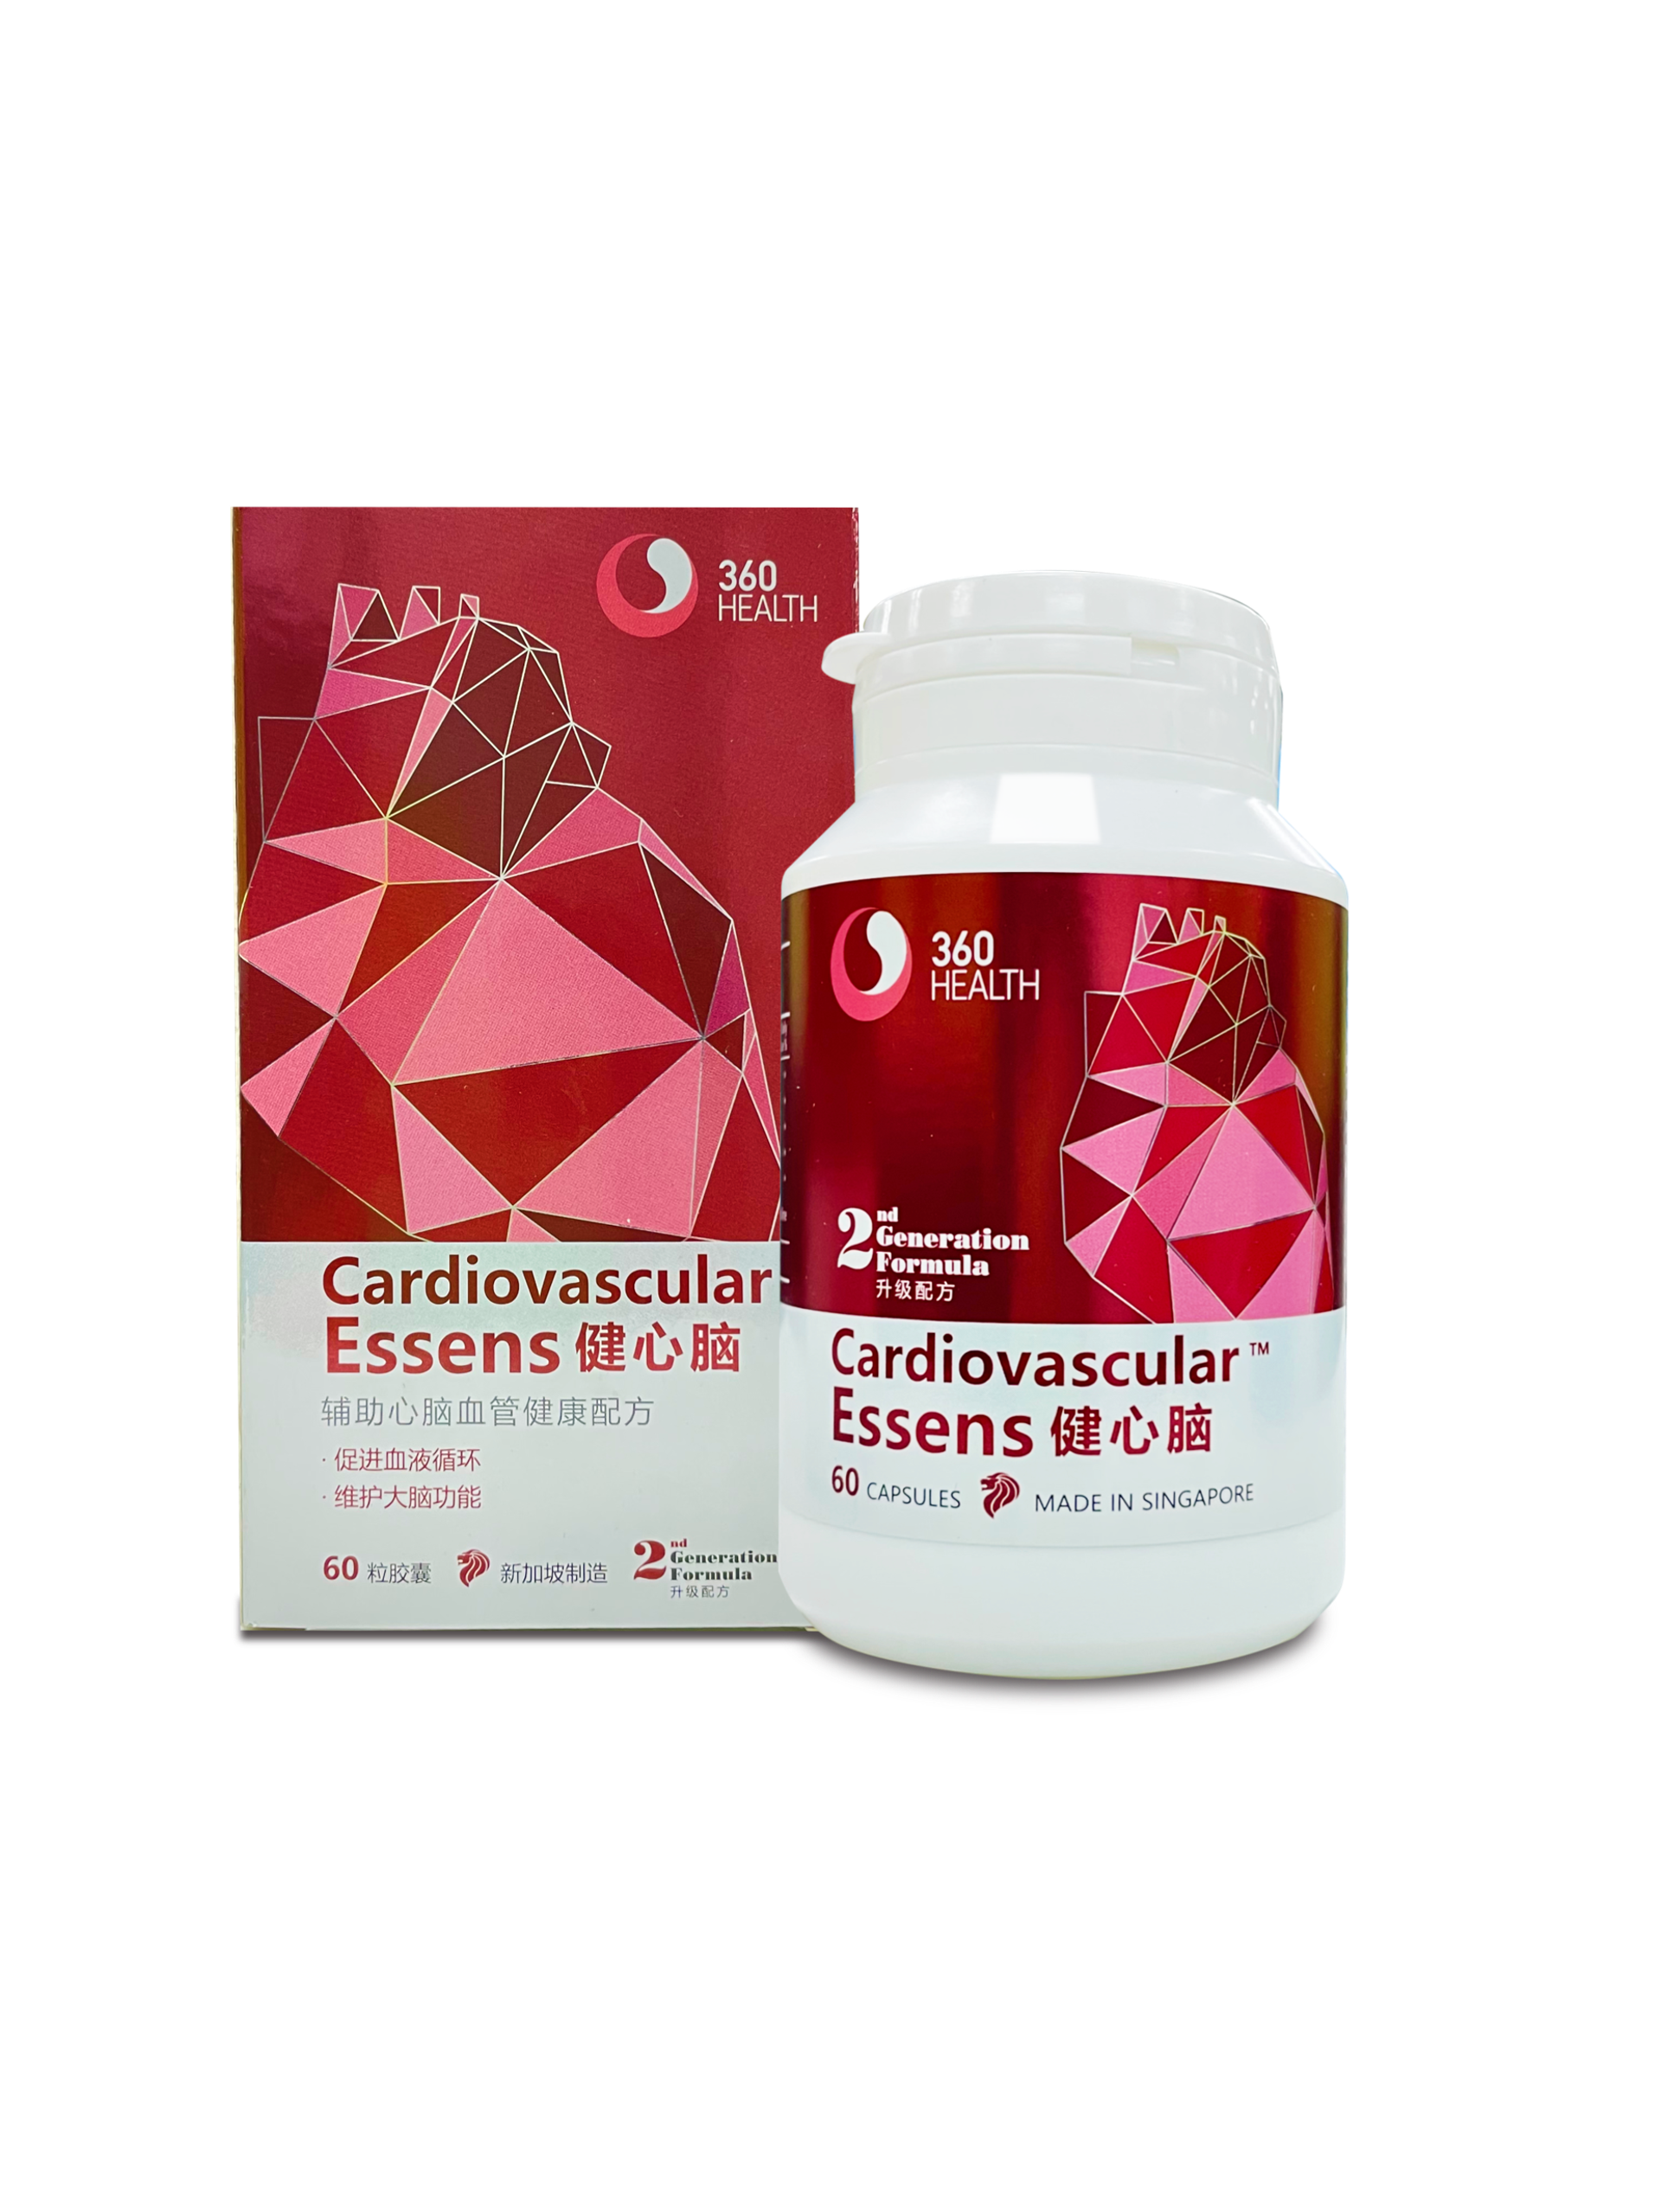 360
HEALTH
Cardiovascular
Essens 健心脑
辅助心脑血管健康配方
· 促进血液循环
· 维护大脑功能
60 粒胶囊 新加坡制造
2nd
Generation
Formula
升级配方
360
HEALTH
2nd
Generation
Formula
升级配方
Cardiovascular™
Essens 健心脑
60 CAPSULES MADE IN SINGAPORE